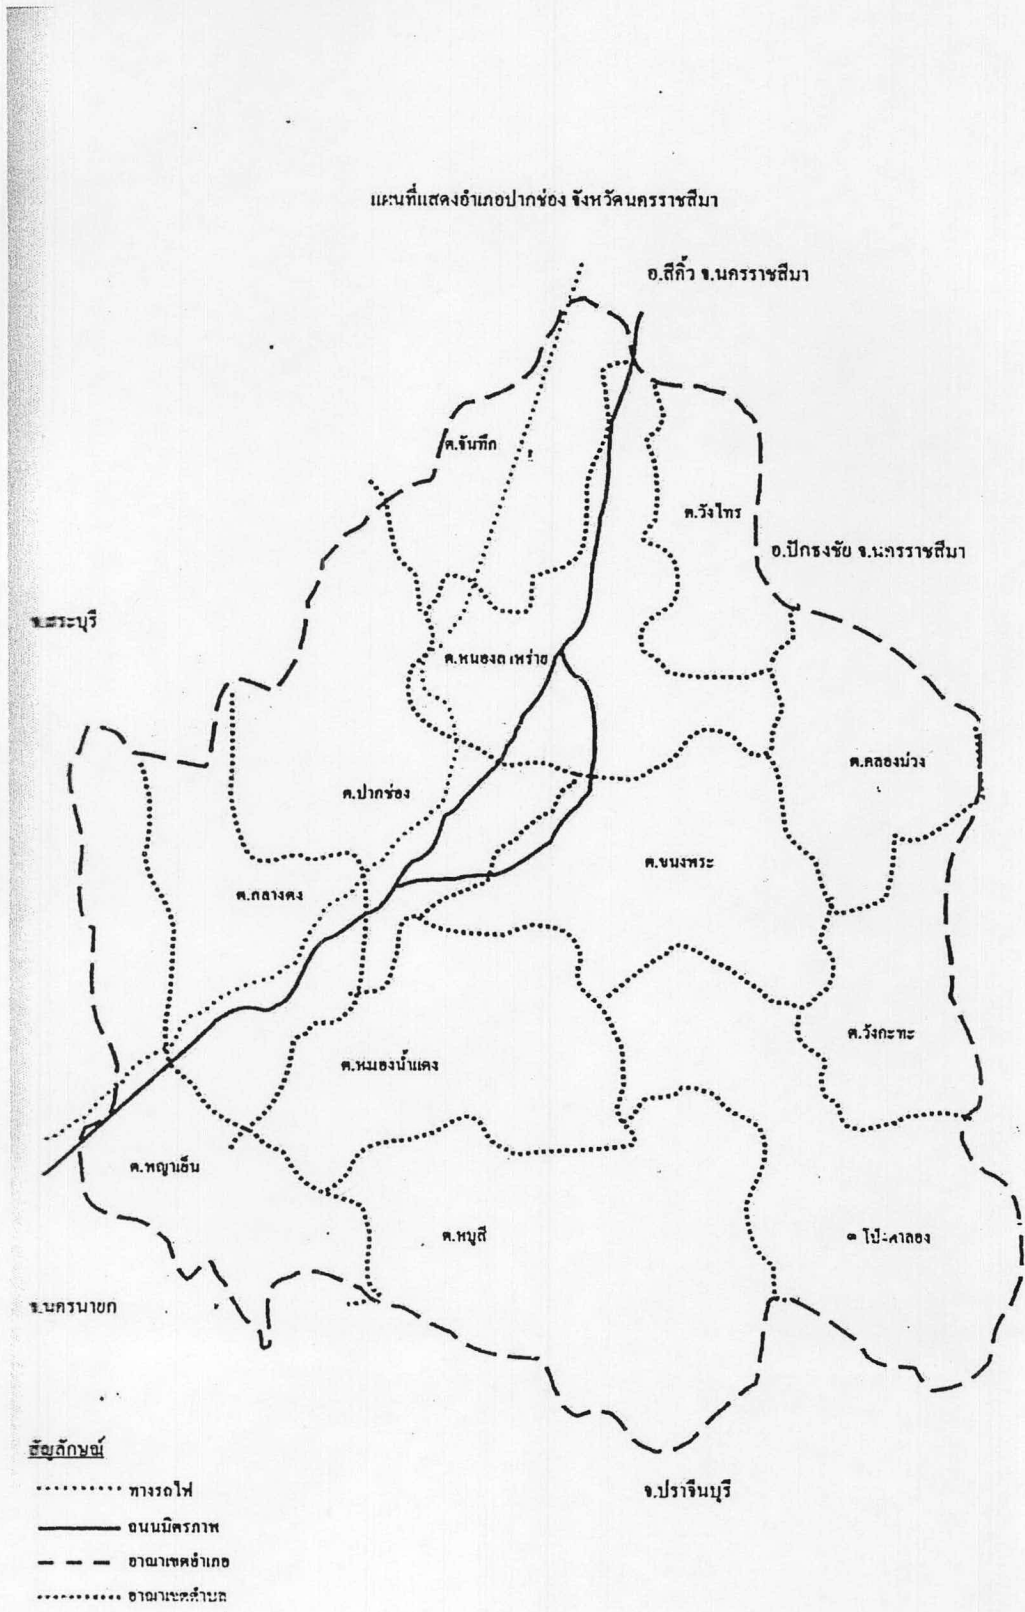 แผนที่แสดงอำเภอปากช่อง จังหวัดนครราชสีมา
อ.สีคิ้ว จ.นครราชสีมา
ต.จันทึก
ต.วังไทร
อ.ปักธงชัย จ.นครราชสีมา
จ.สระบุรี
ต.หนองสาหร่าย
ต.คลองม่วง
ต.ปากช่อง
ต.ขนงพระ
ต.กลางดง
ต.วังกะทะ
ต.หนองน้ำแดง
ต.พญาเย็น
ต.หมูสี
จ.นครนายก
สัญลักษณ์
ทางรถไฟ
ถนนมิตรภาพ
อาณาเขตอำเภอ
อาณาเขตตำบล
จ.ปราจีนบุรี